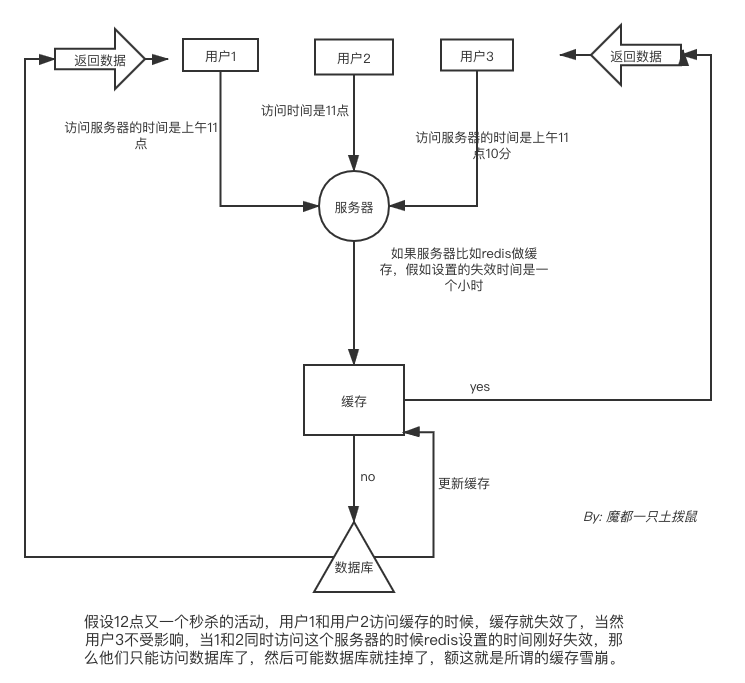 返回数据
用户1
用户2
用户3
返回数据
访问服务器的时间是上午11
点
访问时间是11点
访问服务器的时间是上午11
点10分
服务器
如果服务器比如redis做缓
存，假如设置的失效时间是一
个小时
缓存
yes
no
更新缓存
By: 魔都一只土拨鼠
数据库
假设12点又一个秒杀的活动，用户1和用户2访问缓存的时候，缓存就失效了，当然
用户3不受影响，当1和2同时访问这个服务器的时候redis设置的时间刚好失效，那
么他们只能访问数据库了，然后可能数据库就挂掉了，额这就是所谓的缓存雪崩。